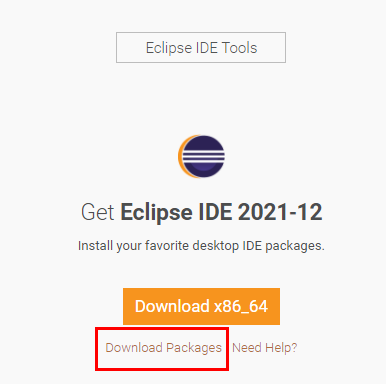 Eclipse IDE Tools
Get Eclipse IDE 2021-12
Install your favorite desktop IDE packages.
Download x86_64
Download Packages Need Help?